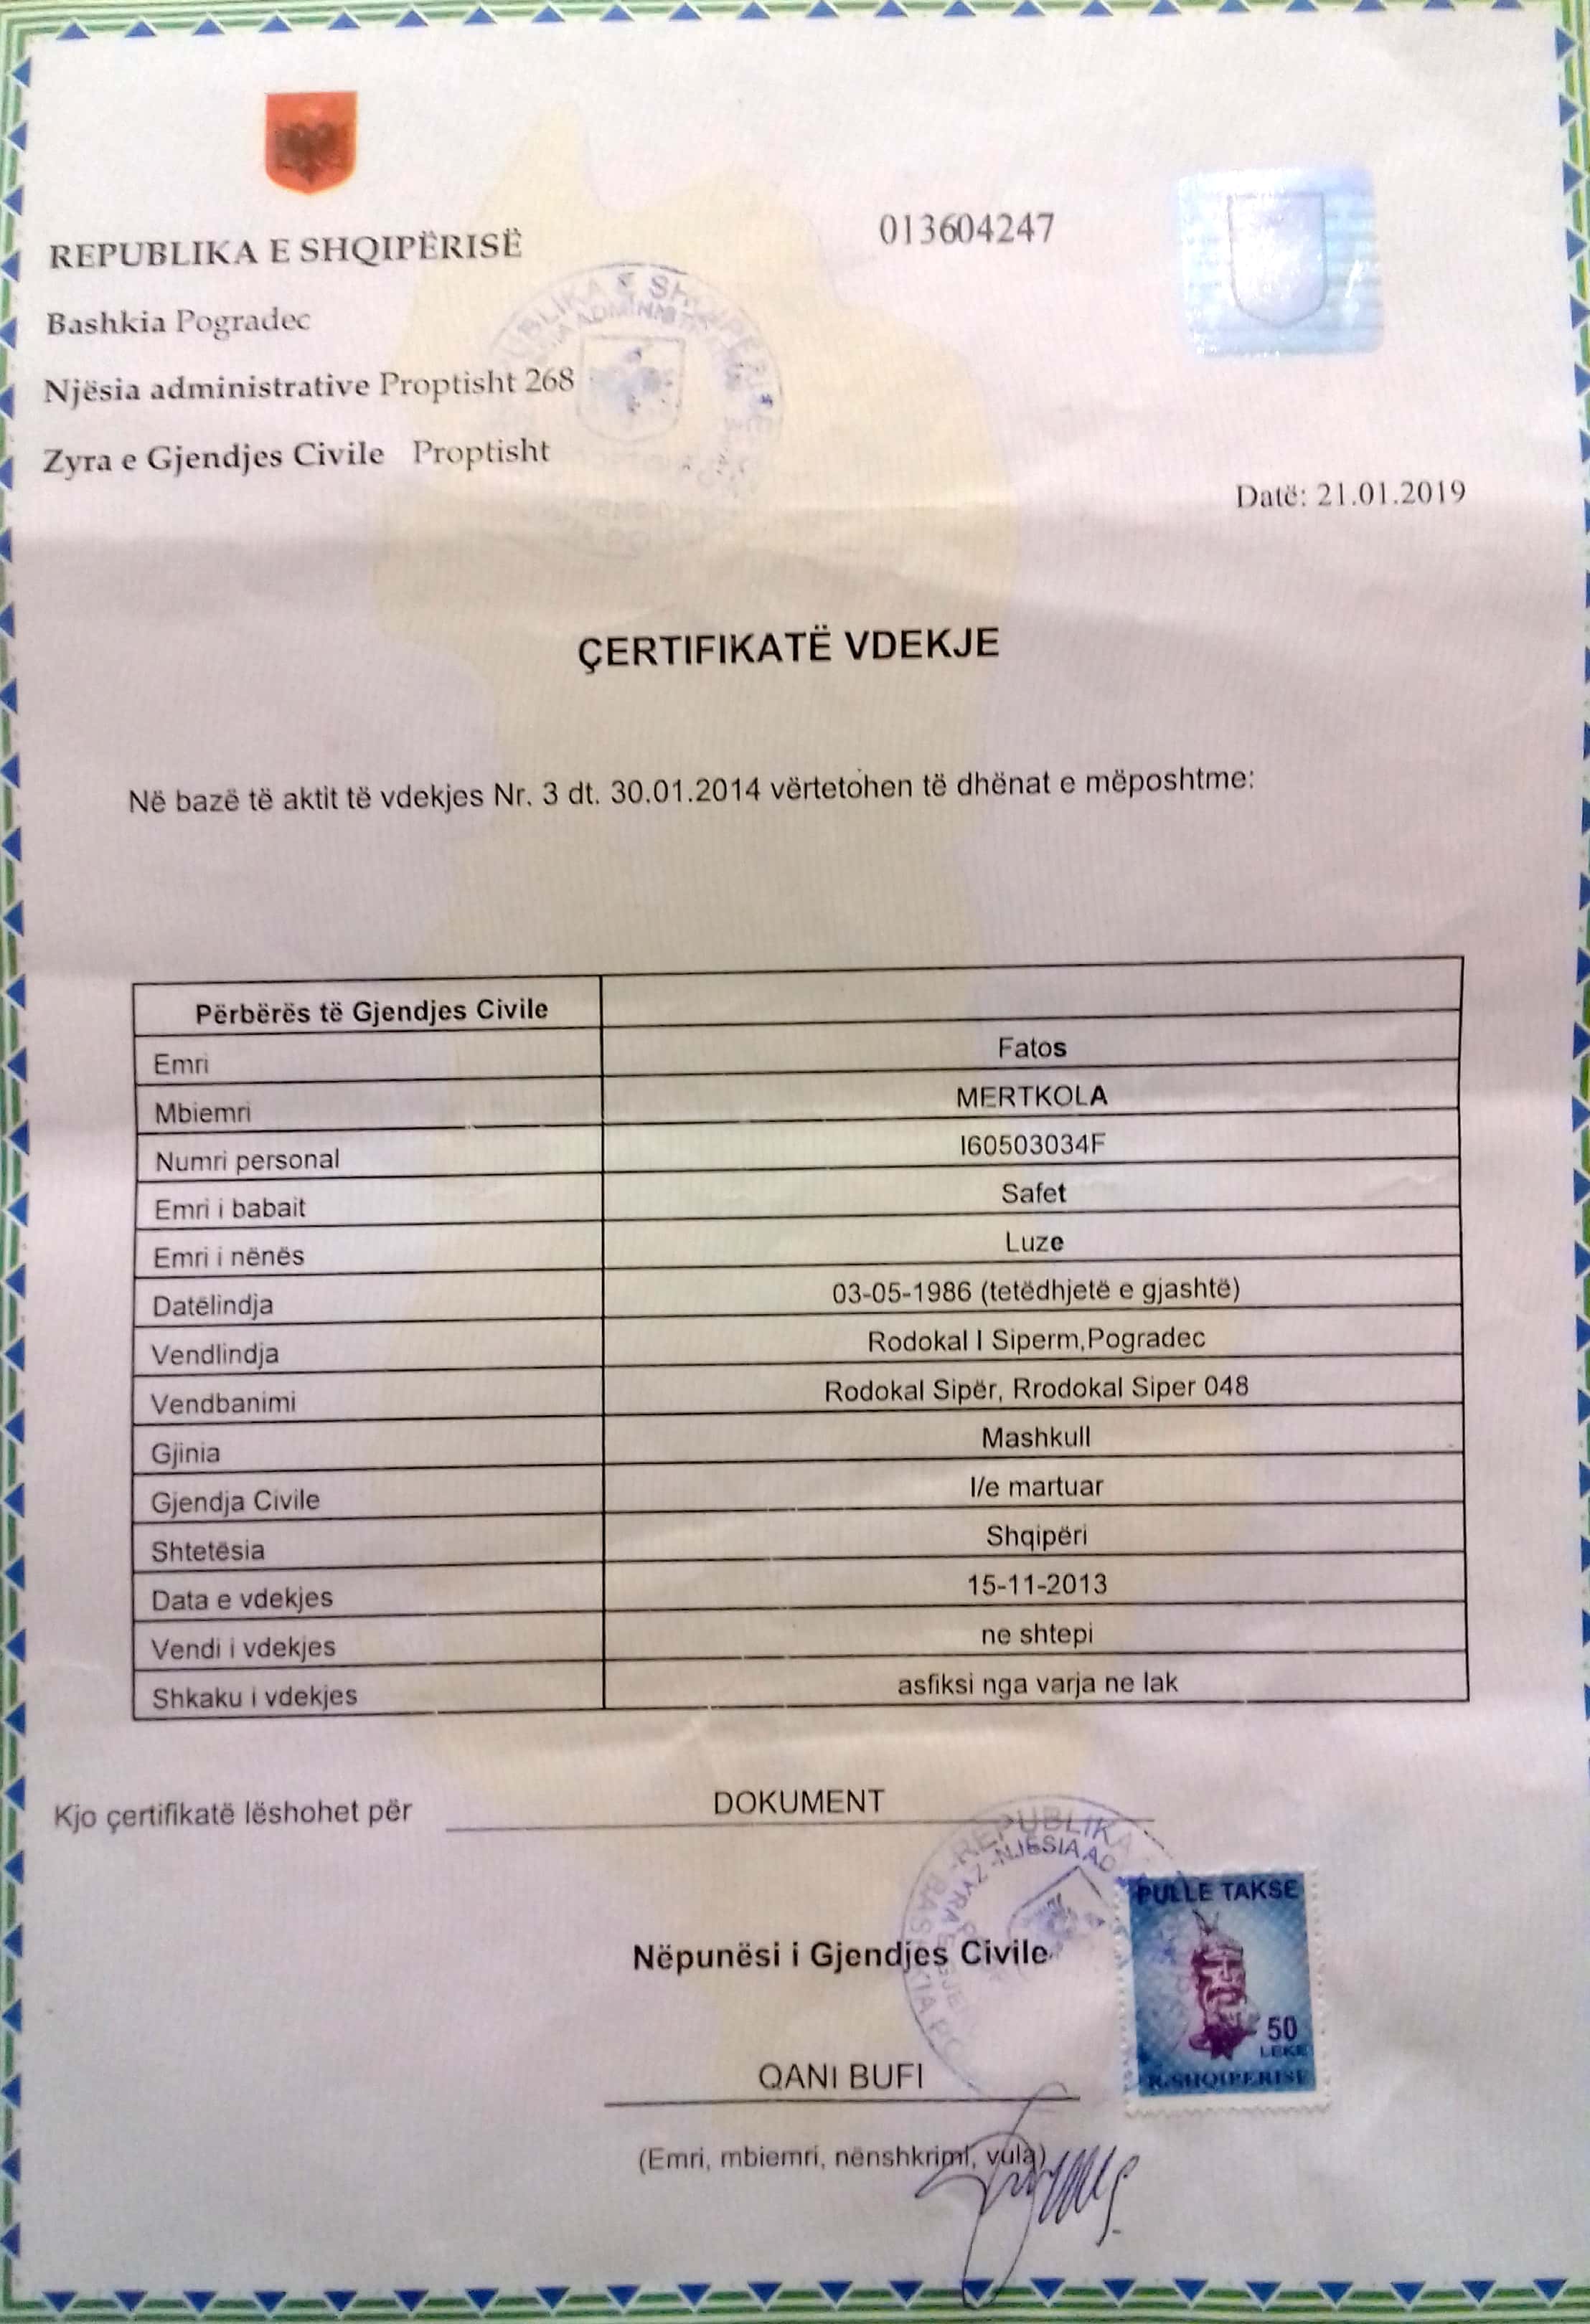 REPUBLIKA E SHQIPËRISË
013604247
Bashkia Pogradec
Njësia administrative Proptisht 268
Zyra e Gjendjes Civile Proptisht
Datë: 21.01.2019
ÇERTIFIKATË VDEKJE
Në bazë të aktit të vdekjes Nr. 3 dt. 30.01.2014 vërtetohen të dhënat e mëposhtme:
Përbërës të Gjendjes Civile
Emri Fatos
Mbiemri MERTKOLA
Numri personal I60503034F
Emri i babait Safet
Emri i nënës Luze
Datëlindja 03-05-1986 (tetëdhjetë e gjashtë)
Vendlindja Rodokal I Siperm,Pogradec
Vendbanimi Rodokal Sipër, Rrodokal Siper 048
Gjinia Mashkull
Gjendja Civile I/e martuar
Shtetësia Shqipëri
Data e vdekjes 15-11-2013
Vendi i vdekjes ne shtepi
Shkaku i vdekjes asfiksi nga varja ne lak
Kjo çertifikatë lëshohet për DOKUMENT
REPUBLIKA
PULLE TAKSE
Nëpunësi i Gjendjes Civile
50
LEKE
R.SHQIPERISE
QANI BUFI
(Emri, mbiemri, nënshkrimi, vula)